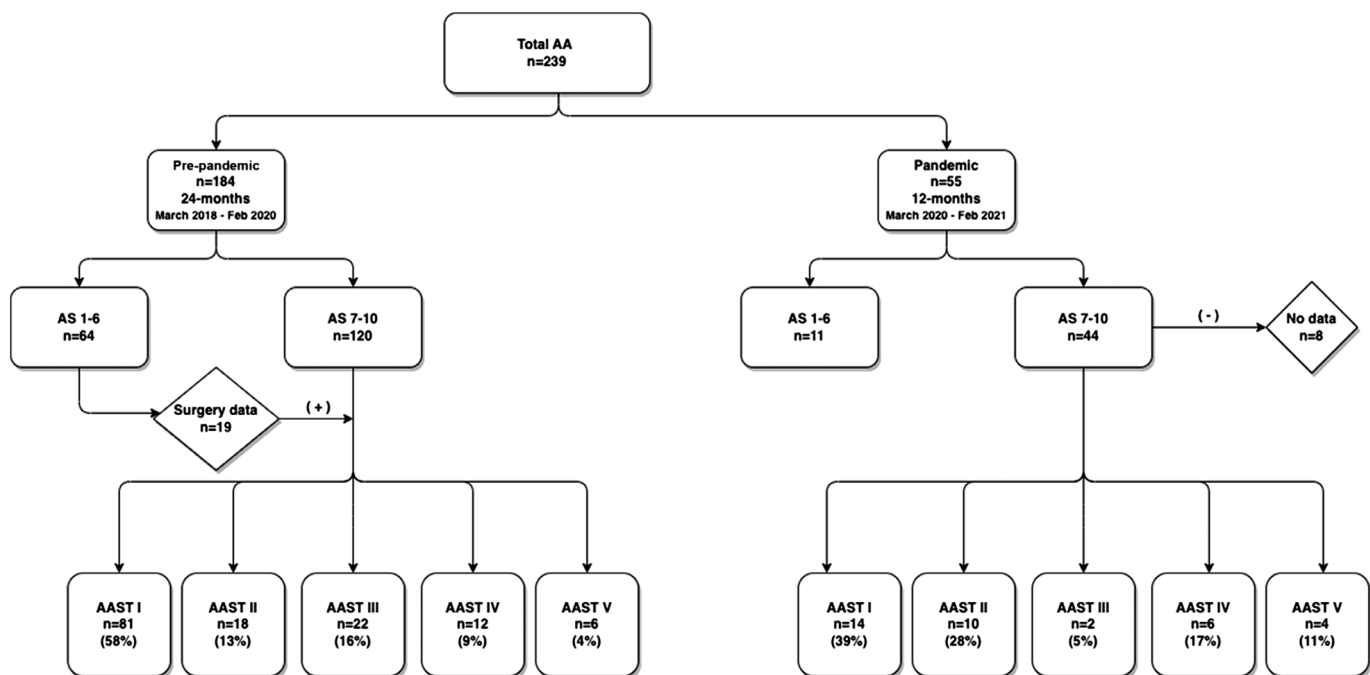 Total AA
n=239
Pre-pandemic
n=184
24-months
March 2018 - Feb 2020
Pandemic
n=55
12-months
March 2020 - Feb 2021
AS 1-6
n=64
AS 7-10
n=120
AS 1-6
n=11
AS 7-10
n=44
( - )
No data
n=8
Surgery data
n=19
( + )
AAST I
n=81
(58%)
AAST II
n=18
(13%)
AAST III
n=22
(16%)
AAST IV
n=12
(9%)
AAST V
n=6
(4%)
AAST I
n=14
(39%)
AAST II
n=10
(28%)
AAST III
n=2
(5%)
AAST IV
n=6
(17%)
AAST V
n=4
(11%)